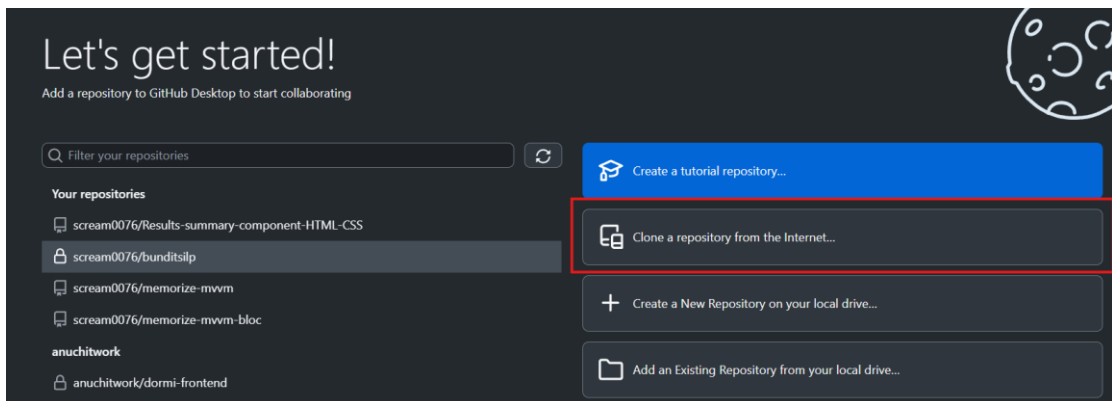 Let's get started!
Add a repository to GitHub Desktop to start collaborating
Filter your repositories
Your repositories
scream0076/Results-summary-component-HTML-CSS
scream0076/bunditsilp
scream0076/memorize-mvvm
scream0076/memorize-mvvm-bloc
anuchitwork
anuchitwork/dormi-frontend
Create a tutorial repository...
Clone a repository from the Internet...
Create a New Repository on your local drive...
Add an Existing Repository from your local drive...